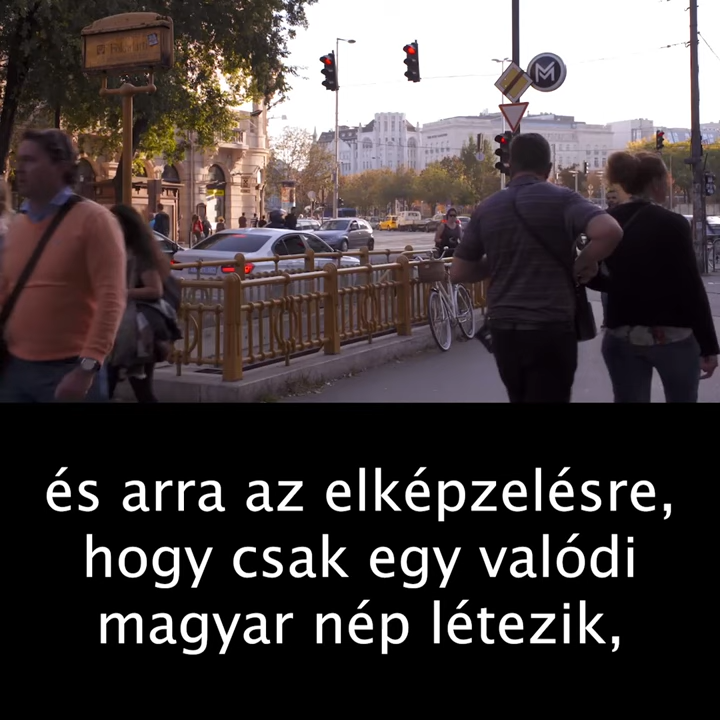 M
és arra az elképzelésre,
hogy csak egy valódi
magyar nép létezik,